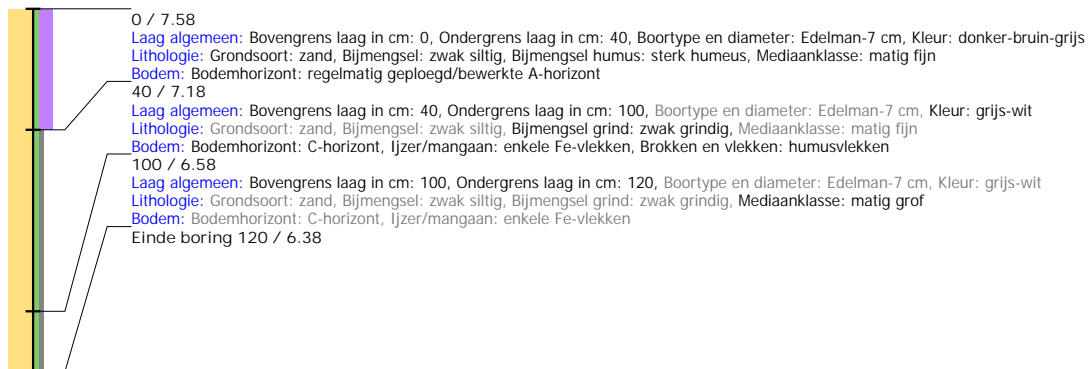 0 / 7.58
Laag algemeen: Bovengrens laag in cm: 0, Ondergrens laag in cm: 40, Boortype en diameter: Edelman-7 cm, Kleur: donker-bruin-grijs
Lithologie: Grondsoort: zand, Bijmengsel: zwak siltig, Bijmengsel humus: sterk humeus, Mediaanklasse: matig fijn
Bodem: Bodemhorizont: regelmatig geploegd/bewerkte A-horizont
40 / 7.18
Laag algemeen: Bovengrens laag in cm: 40, Ondergrens laag in cm: 100, Boortype en diameter: Edelman-7 cm, Kleur: grijs-wit
Lithologie: Grondsoort: zand, Bijmengsel: zwak siltig, Bijmengsel grind: zwak grindig, Mediaanklasse: matig fijn
Bodem: Bodemhorizont: C-horizont, Ijzer/mangaan: enkele Fe-vlekken, Brokken en vlekken: humusvlekken
100 / 6.58
Laag algemeen: Bovengrens laag in cm: 100, Ondergrens laag in cm: 120, Boortype en diameter: Edelman-7 cm, Kleur: grijs-wit
Lithologie: Grondsoort: zand, Bijmengsel: zwak siltig, Bijmengsel grind: zwak grindig, Mediaanklasse: matig grof
Bodem: Bodemhorizont: C-horizont, Ijzer/mangaan: enkele Fe-vlekken
Einde boring 120 / 6.38